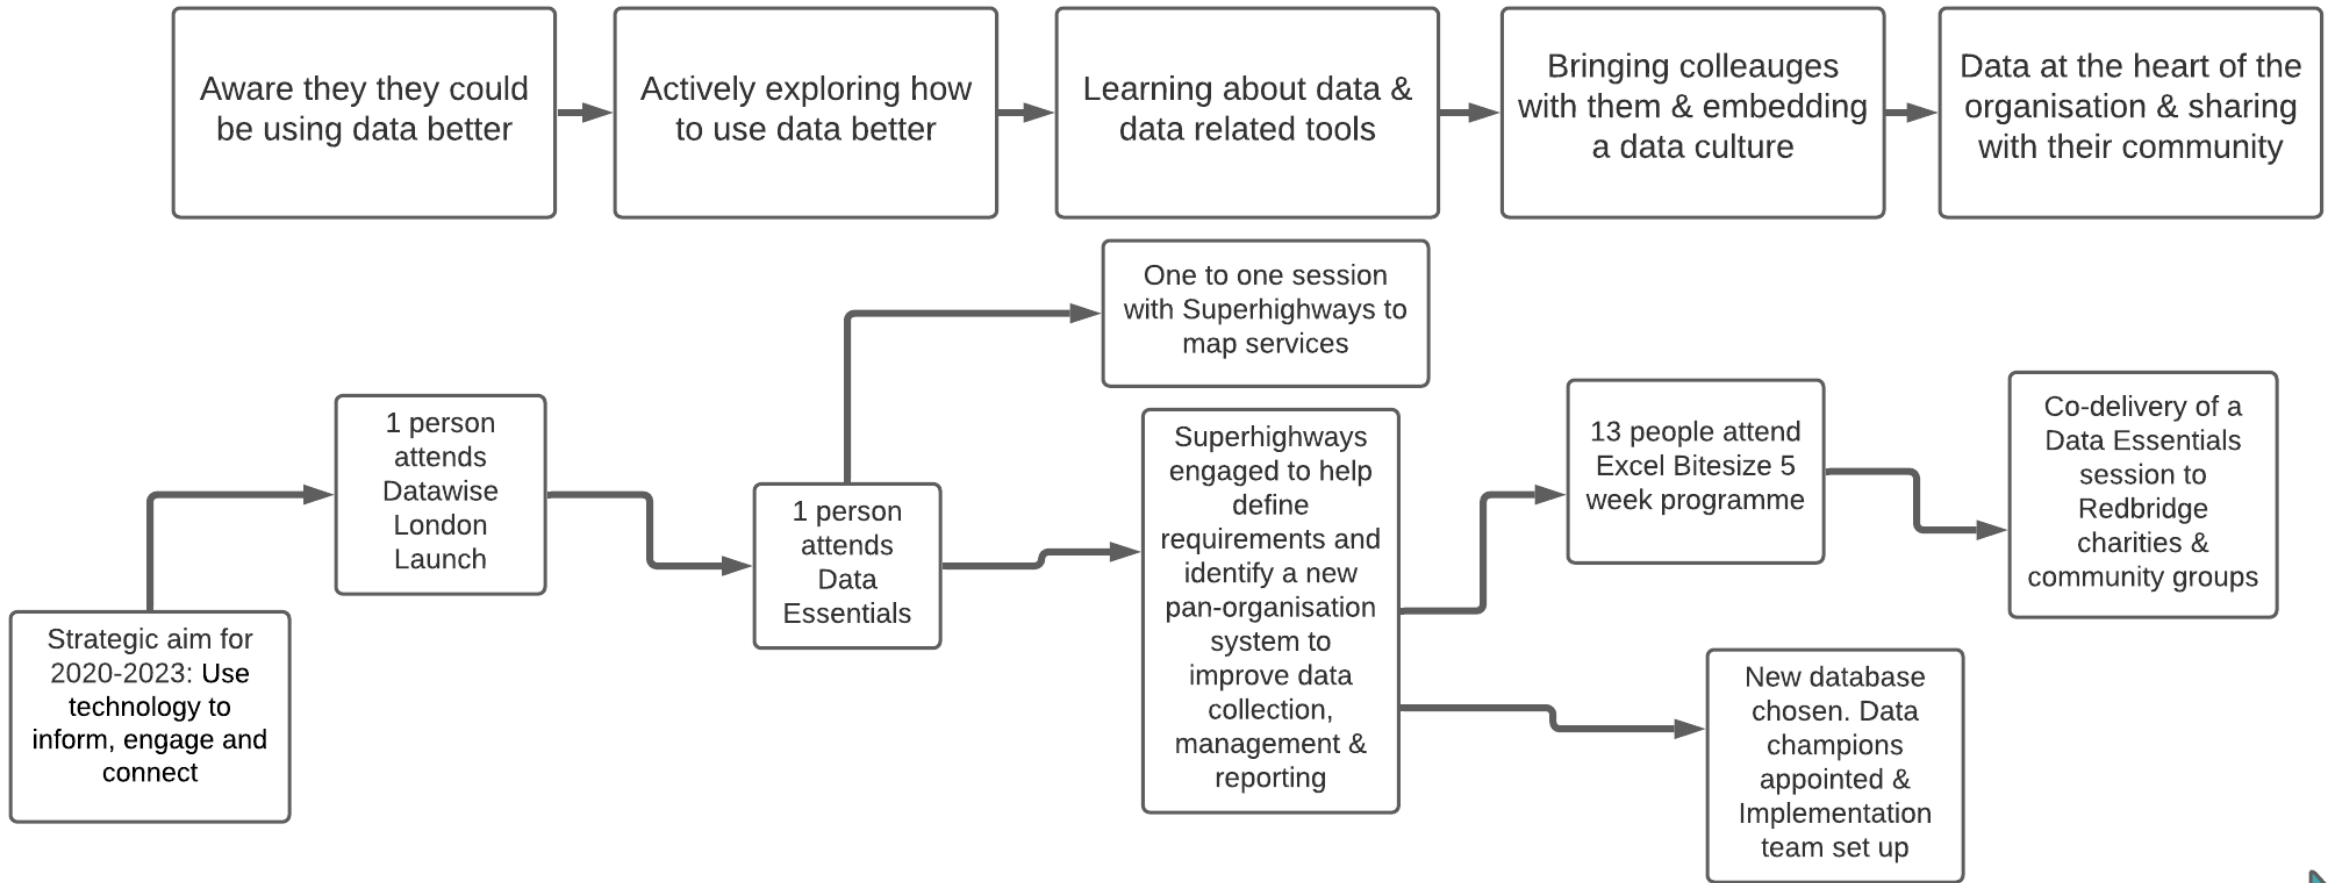 Aware they they could
be using data better
Actively exploring how
to use data better
Learning about data &
data related tools
Bringing colleauges
with them & embedding
a data culture
Data at the heart of the
organisation & sharing
with their community
One to one session
with Superhighways to
map services
1 person
attends
Datawise
London
Launch
Strategic aim for
2020-2023: Use
technology to
inform, engage and
connect
1 person
attends
Data
Essentials
Superhighways
engaged to help
define
requirements and
identify a new
pan-organisation
system to
improve data
collection,
management &
reporting
13 people attend
Excel Bitesize 5
week programme
Co-delivery of a
Data Essentials
session to
Redbridge
charities &
community groups
New database
chosen. Data
champions
appointed &
Implementation
team set up